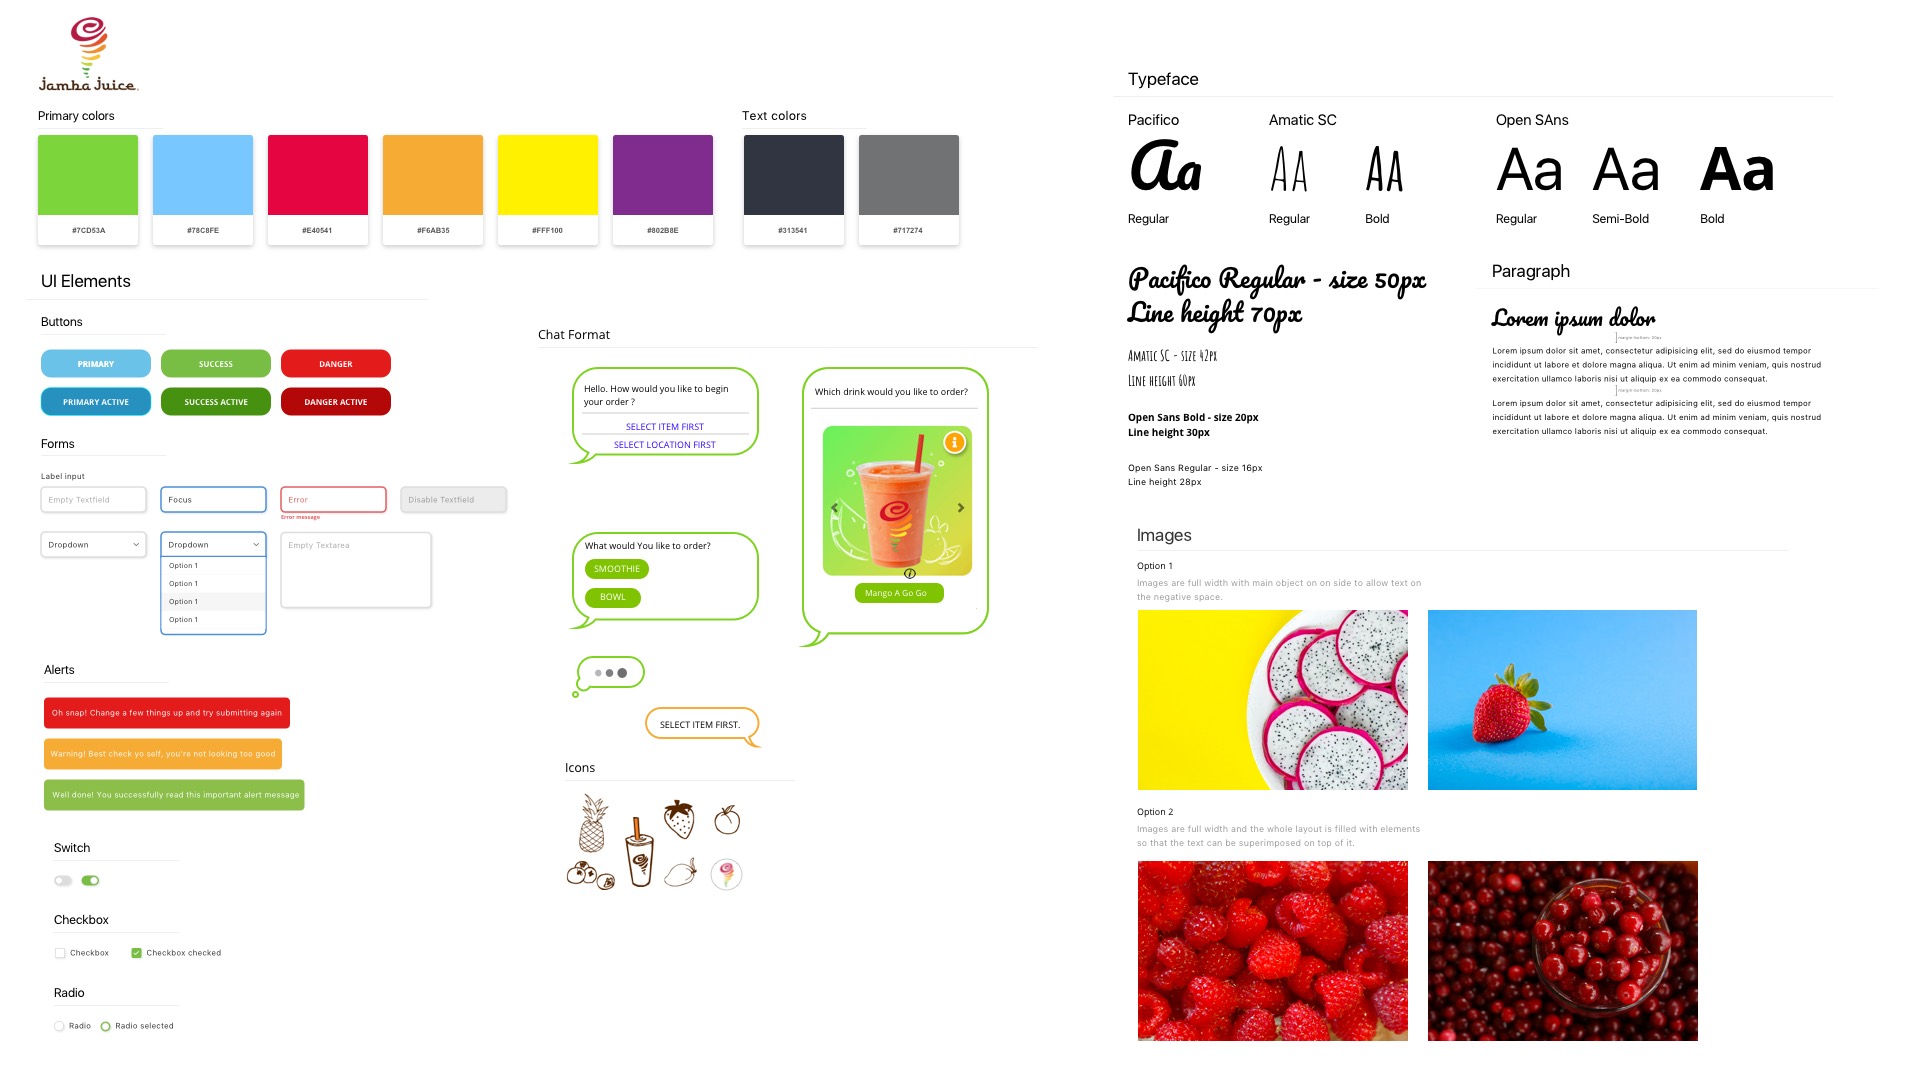 Jamba Juice.
Primary colors
#7CD53A
#78C8FE
#E40541
#F6AB35
#FFF100
#802B8E
Text colors
#313541
#717274
UI Elements
Buttons
PRIMARY
SUCCESS
DANGER
PRIMARY ACTIVE
SUCCESS ACTIVE
DANGER ACTIVE
Forms
Label input
Empty Textfield
Focus
Error
Disable Textfield
Error message
Dropdown
Dropdown
Empty Textarea
Option 1
Option 1
Option 1
Option 1
Alerts
Oh snap! Change a few things up and try submitting again
Warning! Best check yo self, you're not looking too good
Well done! You successfully read this important alert message
Switch
Checkbox
Checkbox
Checkbox checked
Radio
Radio
Radio selected
Chat Format
Hello. How would you like to begin
your order ?
SELECT ITEM FIRST
SELECT LOCATION FIRST
Which drink would you like to order?
Mango A Go Go
What would You like to order?
SMOOTHIE
BOWL
SELECT ITEM FIRST.
Icons
Typeface
Pacifico
Aa
Regular
Amatic SC
Aa
Aa
Regular
Bold
Open SAns
Aa
Aa
Aa
Regular
Semi-Bold
Bold
Pacifico Regular - size 50px
Line height 70px
Amatic SC - size 42px
Line height 60px
Open Sans Bold - size 20px
Line height 30px
Open Sans Regular - size 16px
Line height 28px
Paragraph
Lorem ipsum dolor
margin-bottom: 20px
Lorem ipsum dolor sit amet, consectetur adipisicing elit, sed do eiusmod tempor
incididunt ut labore et dolore magna aliqua. Ut enim ad minim veniam, quis nostrud
exercitation ullamco laboris nisi ut aliquip ex ea commodo consequat.
margin-bottom: 20px
Lorem ipsum dolor sit amet, consectetur adipisicing elit, sed do eiusmod tempor
incididunt ut labore et dolore magna aliqua. Ut enim ad minim veniam, quis nostrud
exercitation ullamco laboris nisi ut aliquip ex ea commodo consequat.
Images
Option 1
Images are full width with main object on on side to allow text on
the negative space.
Option 2
Images are full width and the whole layout is filled with elements
so that the text can be superimposed on top of it.